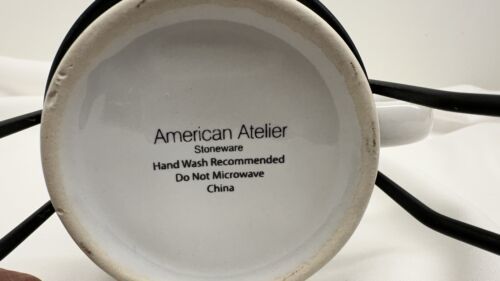 American Atelier
Stoneware
Hand Wash Recommended
Do Not Microwave
China